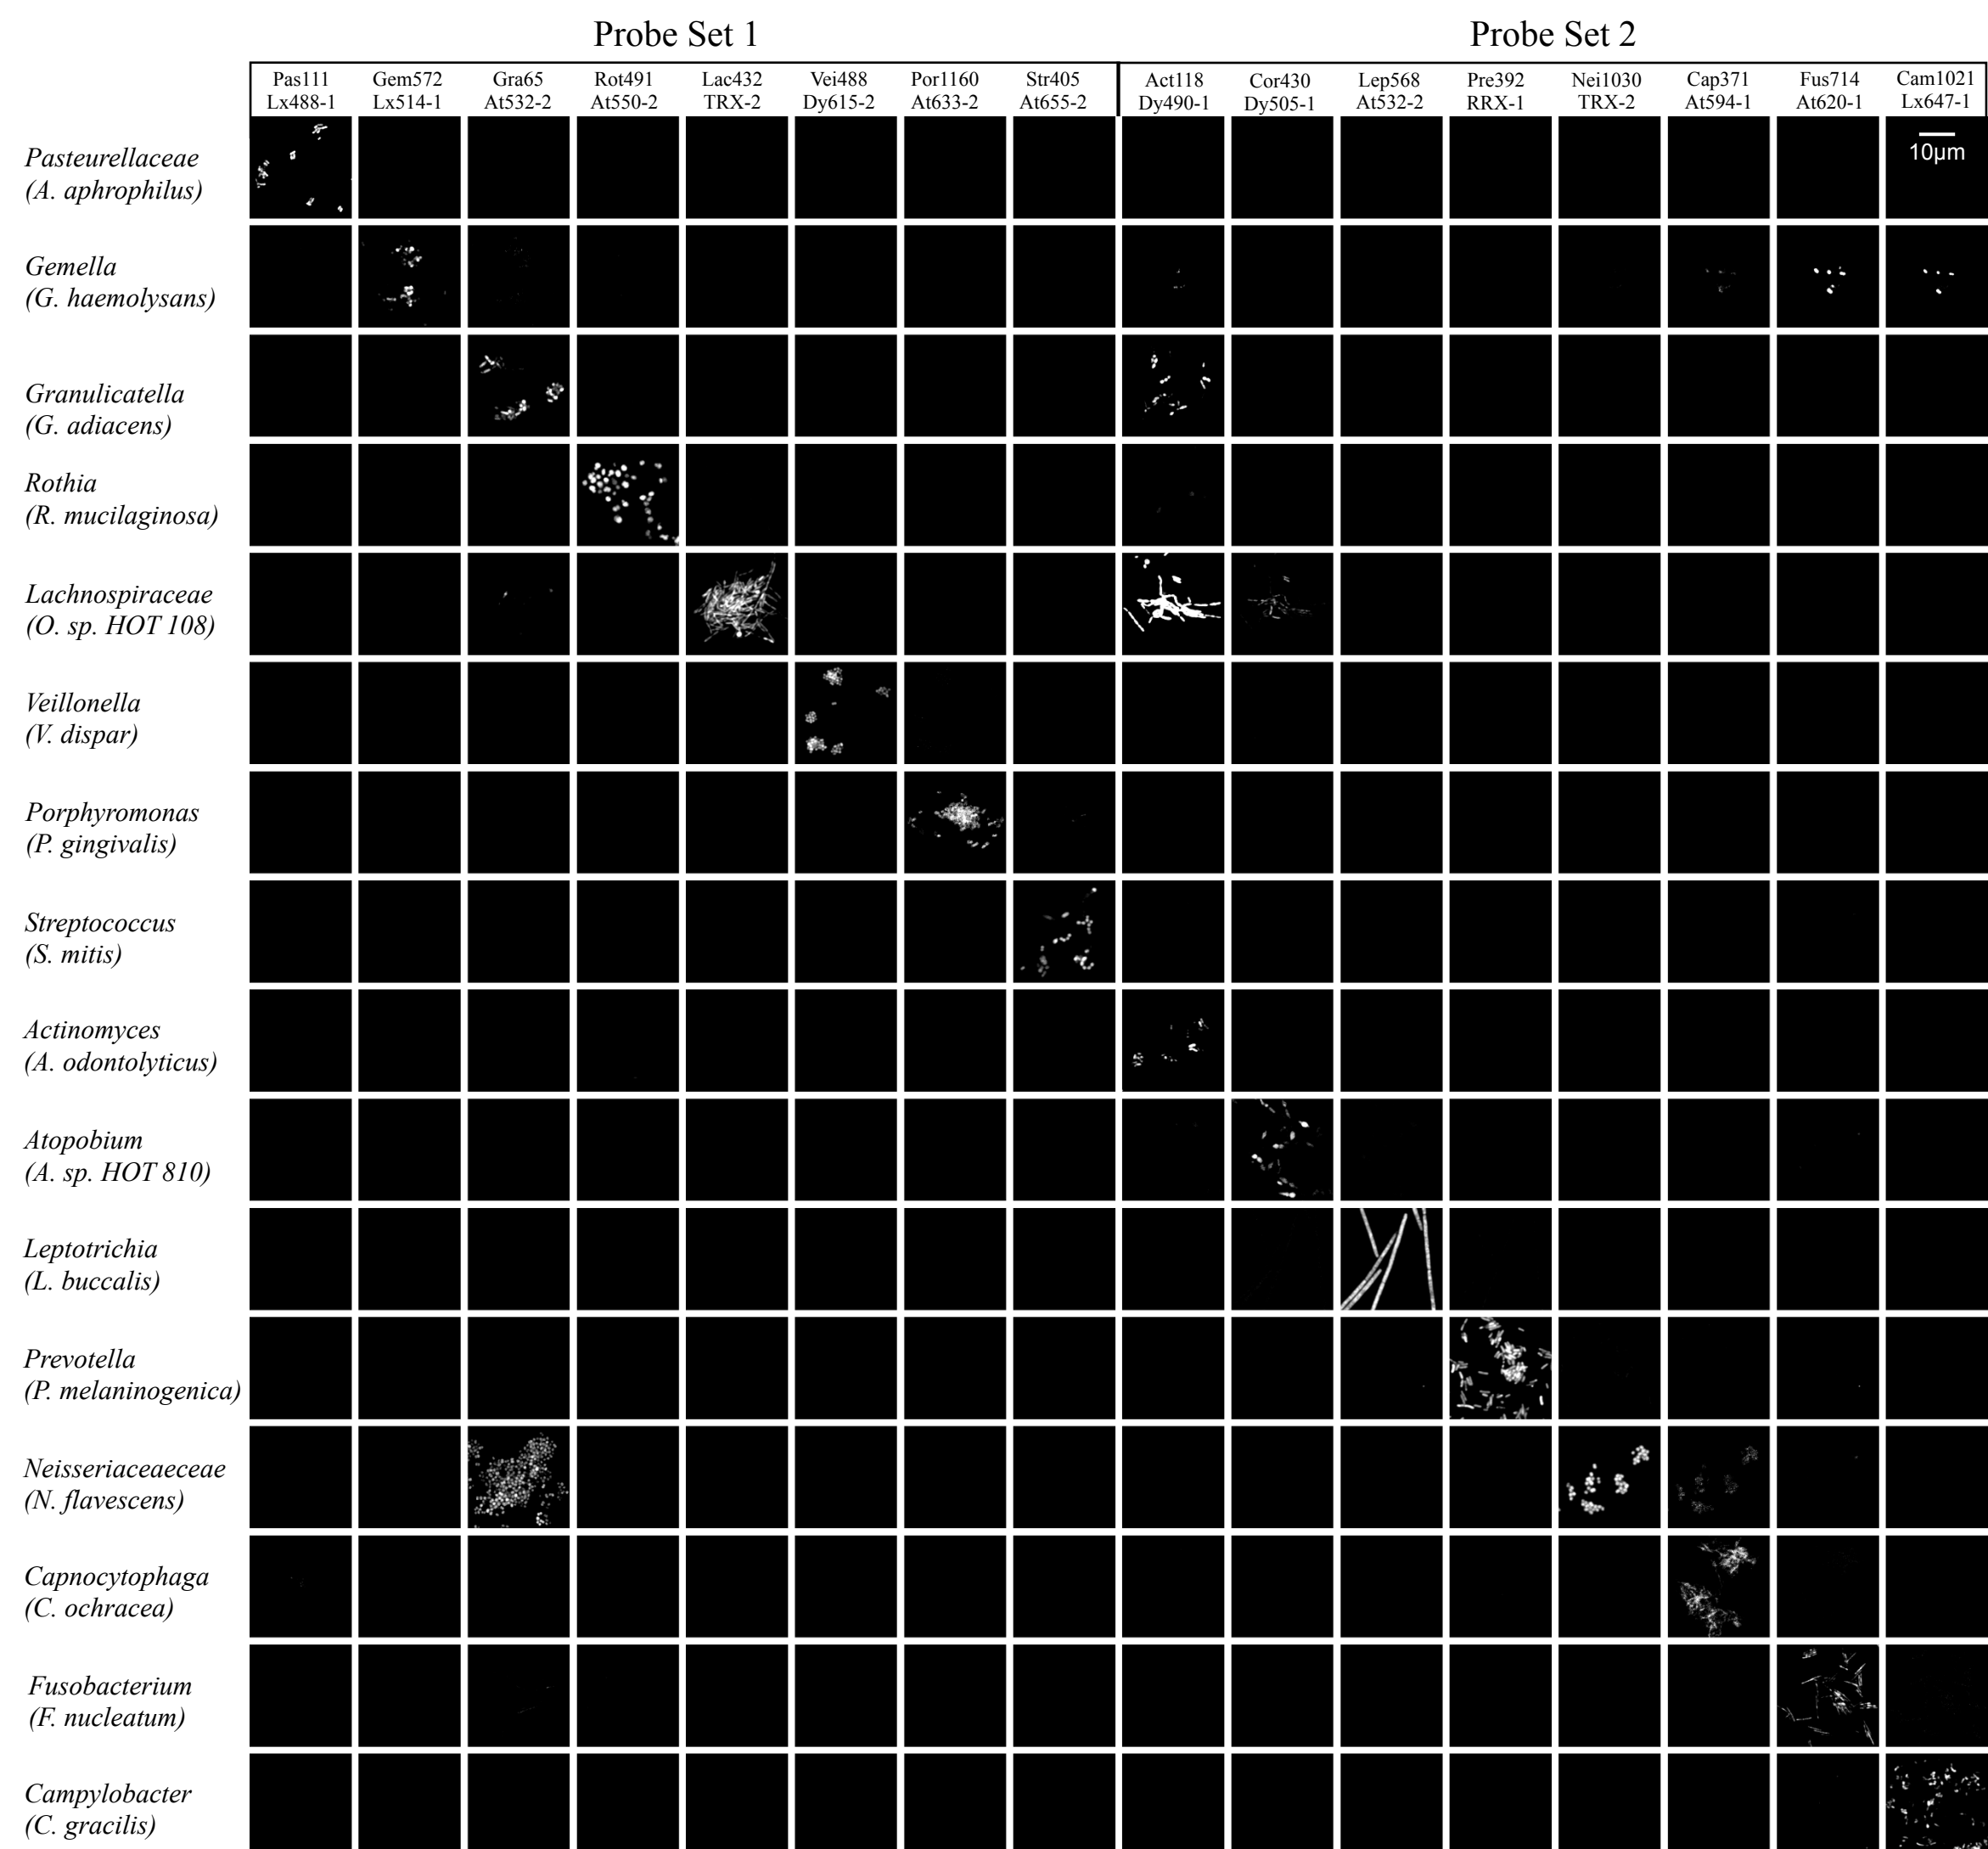 Probe Set 1
Probe Set 2
Pas111 Gem572 Gra65 Rot491 Lac432 Vei488 Por1160 Str405 Act118 Cor430 Lep568 Pre392 Nei1030 Cap371 Fus714 Cam1021
Lx488-1 Lx514-1 At532-2 At550-2 TRX-2 Dy615-2 At633-2 At655-2 Dy490-1 Dy505-1 At532-2 RRX-1 TRX-2 At594-1 At620-1 Lx647-1
10µm
Pasteurellaceae
(A. aphrophilus)
Gemella
(G. haemolysans)
Granulicatella
(G. adiacens)
Rothia
(R. mucilaginosa)
Lachnospiraceae
(O. sp. HOT 108)
Veillonella
(V. dispar)
Porphyromonas
(P. gingivalis)
Streptococcus
(S. mitis)
Actinomyces
(A. odontolyticus)
Atopobium
(A. sp. HOT 810)
Leptotrichia
(L. buccalis)
Prevotella
(P. melaninogenica)
Neisseriaceaeceae
(N. flavescens)
Capnocytophaga
(C. ochracea)
Fusobacterium
(F. nucleatum)
Campylobacter
(C. gracilis)